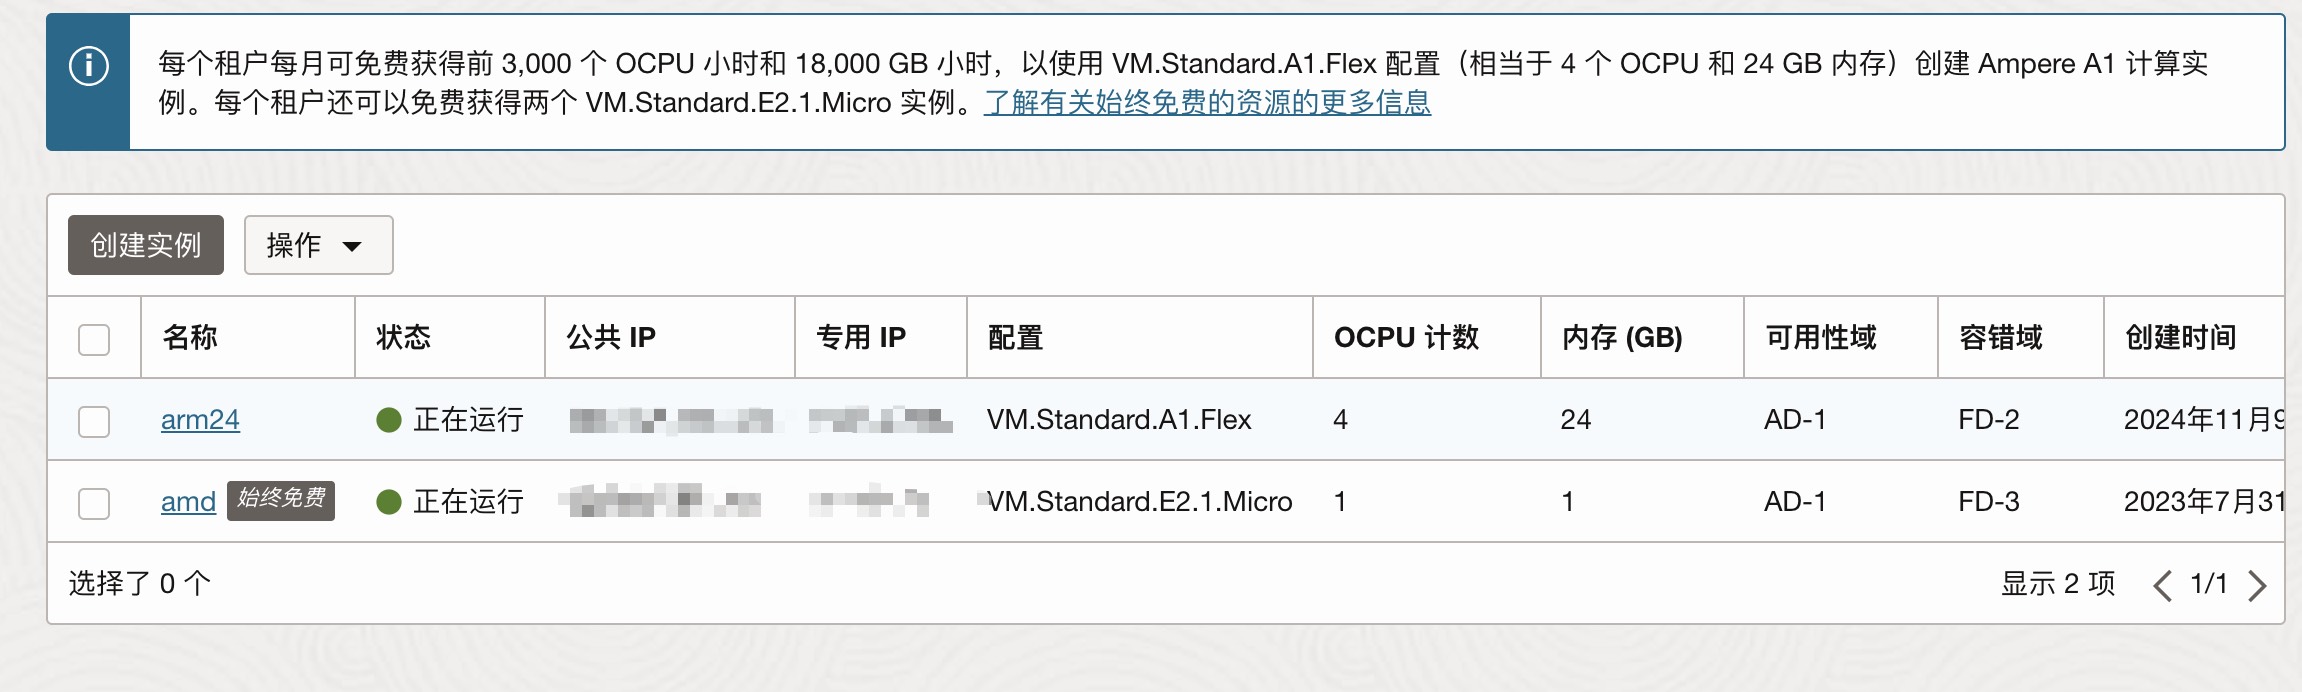 每个租户每月可免费获得前 3,000 个 OCPU 小时和 18,000 GB 小时，以使用 VM.Standard.A1.Flex 配置（相当于 4 个 OCPU 和 24 GB 内存）创建 Ampere A1 计算实
例。每个租户还可以免费获得两个 VM.Standard.E2.1.Micro 实例。了解有关始终免费的资源的更多信息
创建实例 操作
名称 状态 公共 IP 专用 IP 配置 OCPU 计数 内存 (GB) 可用性域 容错域 创建时间
arm24 正在运行 VM.Standard.A1.Flex 4 24 AD-1 FD-2 2024年11月9
amd 始终免费 正在运行 VM.Standard.E2.1.Micro 1 1 AD-1 FD-3 2023年7月31
选择了 0 个 显示 2 项 1/1